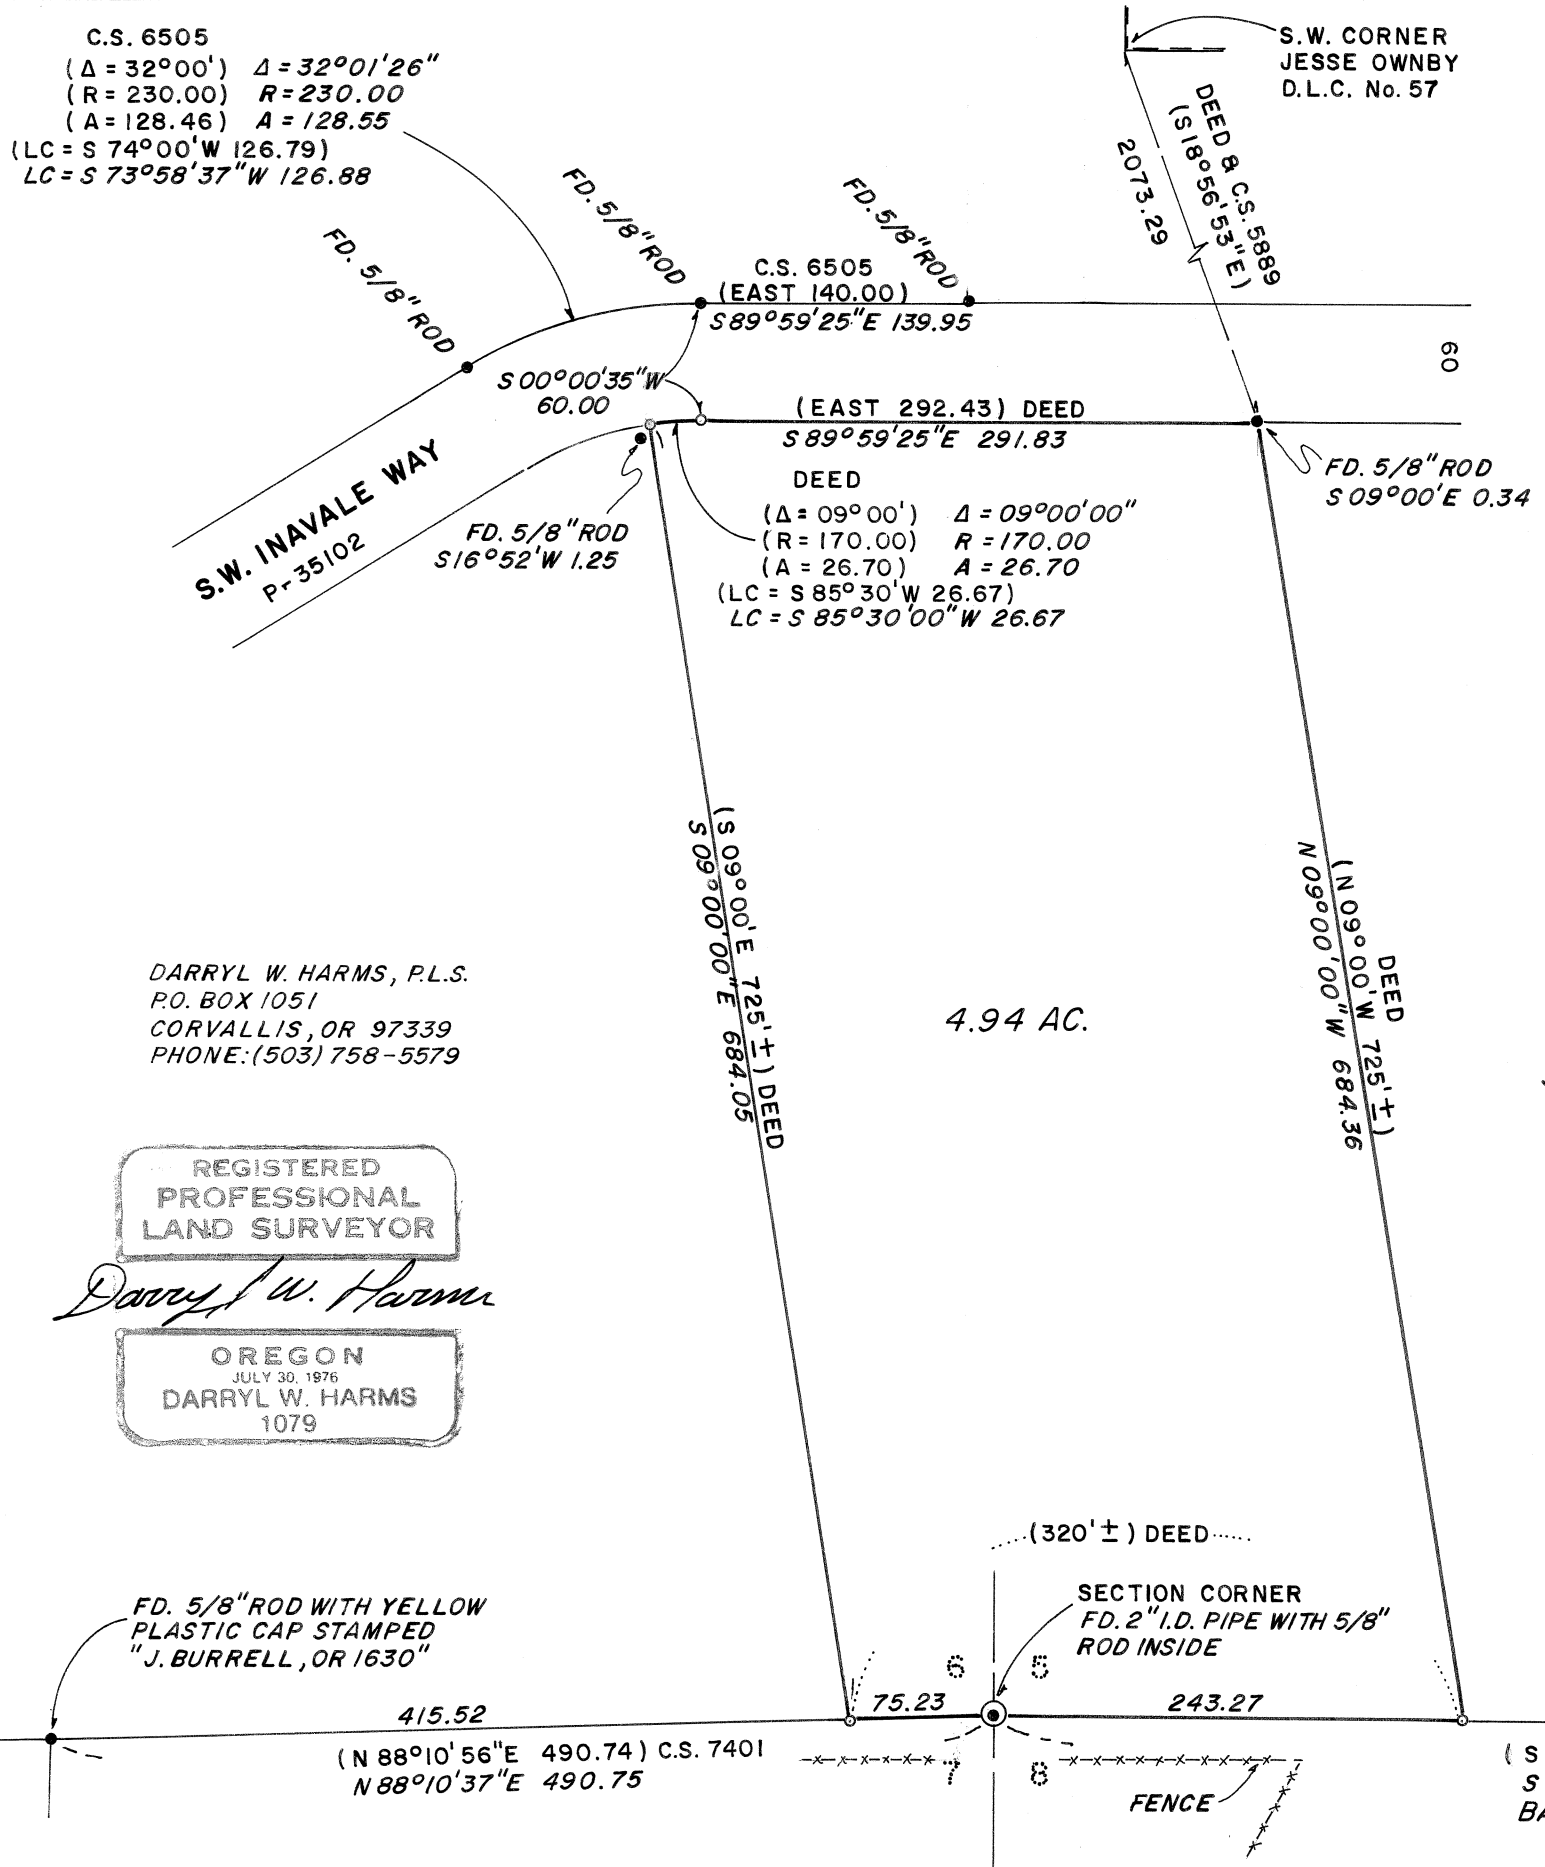 C.S. 6505
(Δ = 32°00') Δ = 32°01'26"
(R = 230.00) R = 230.00
(A = 128.46) A = 128.55
(LC = S 74°00'W 126.79)
LC = S 73°58'37"W 126.88
S.W. CORNER
JESSE OWNBY
D.L.C. No. 57
DEED & C.S. 5889
(S18°56'53"E)
2073.29
FD. 5/8" ROD
FD. 5/8" ROD
FD. 5/8" ROD
C.S. 6505
(EAST 140.00)
S89°59'25"E 139.95
60
S00°00'35"W
60.00
(EAST 292.43) DEED
S89°59'25"E 291.83
FD. 5/8" ROD
S09°00'E 0.34
S.W. INAVALE WAY
P-35102
FD. 5/8" ROD
S16°52'W 1.25
DEED
(Δ = 09°00') Δ = 09°00'00"
(R = 170.00) R = 170.00
(A = 26.70) A = 26.70
(LC = S 85°30'W 26.67)
LC = S 85°30'00"W 26.67
(S 09°00'E 725'±) DEED
S 09°00'00"E 684.05
DEED
(N 09°00'W 725'±)
N 09°00'00"W 684.36
DARRYL W. HARMS, P.L.S.
P.O. BOX 1051
CORVALLIS, OR 97339
PHONE: (503) 758-5579
4.94 AC.
REGISTERED
PROFESSIONAL
LAND SURVEYOR
Darryl W. Harms
OREGON
JULY 30, 1976
DARRYL W. HARMS
1079
(320'±) DEED
FD. 5/8" ROD WITH YELLOW
PLASTIC CAP STAMPED
"J. BURRELL, OR 1630"
SECTION CORNER
FD. 2" I.D. PIPE WITH 5/8"
ROD INSIDE
6 5
415.52
75.23
243.27
(N 88°10'56"E 490.74) C.S. 7401
N 88°10'37"E 490.75
7 8
FENCE
(S
S
BA